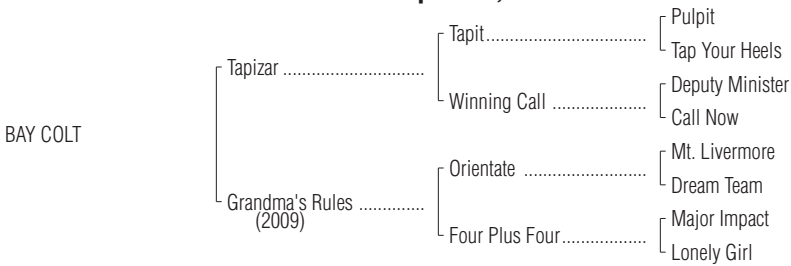 Pulpit
Tapit..................................
Tap Your Heels
Tapizar .............................
Deputy Minister
Winning Call ...................
Call Now
BAY COLT
Mt. Livermore
Orientate .........................
Dream Team
Grandma's Rules ..............
(2009)
Major Impact
Four Plus Four..................
Lonely Girl